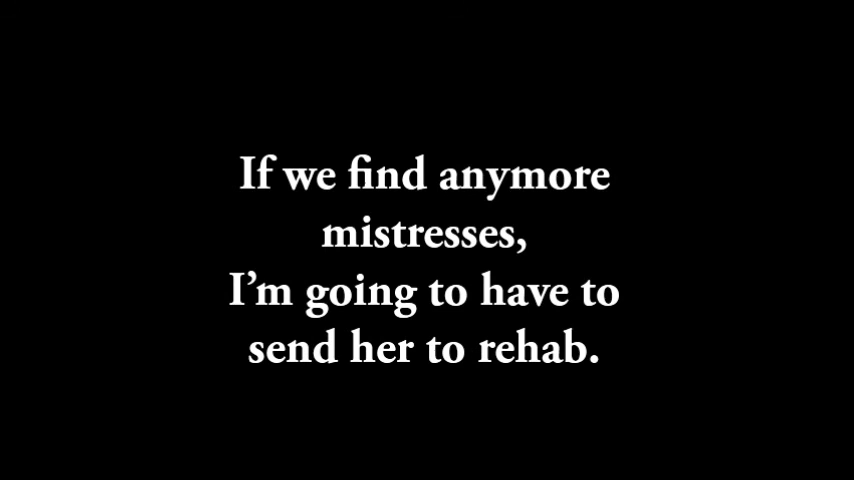 If we find anymore
mistresses,
I’m going to have to
send her to rehab.